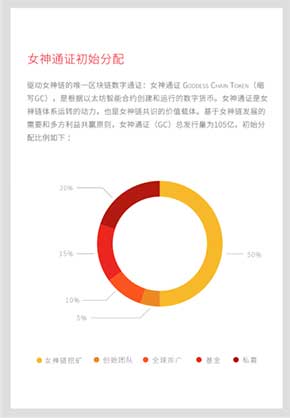 女神通证初始分配
驱动女神链的唯一区块链数字通证：女神通证 GODDESS CHAIN TOKEN（缩
写GC），是根据以太坊智能合约创建和运行的数字货币。女神通证是女
神链体系运转的动力，也是女神链共识的价值载体。基于女神链发展的
需要和多方利益共赢原则，女神通证（GC）总发行量为105亿，初始分
配比例如下：
20%
15%
50%
10%
5%
女神链挖矿
创始团队
全球推广
基金
私募